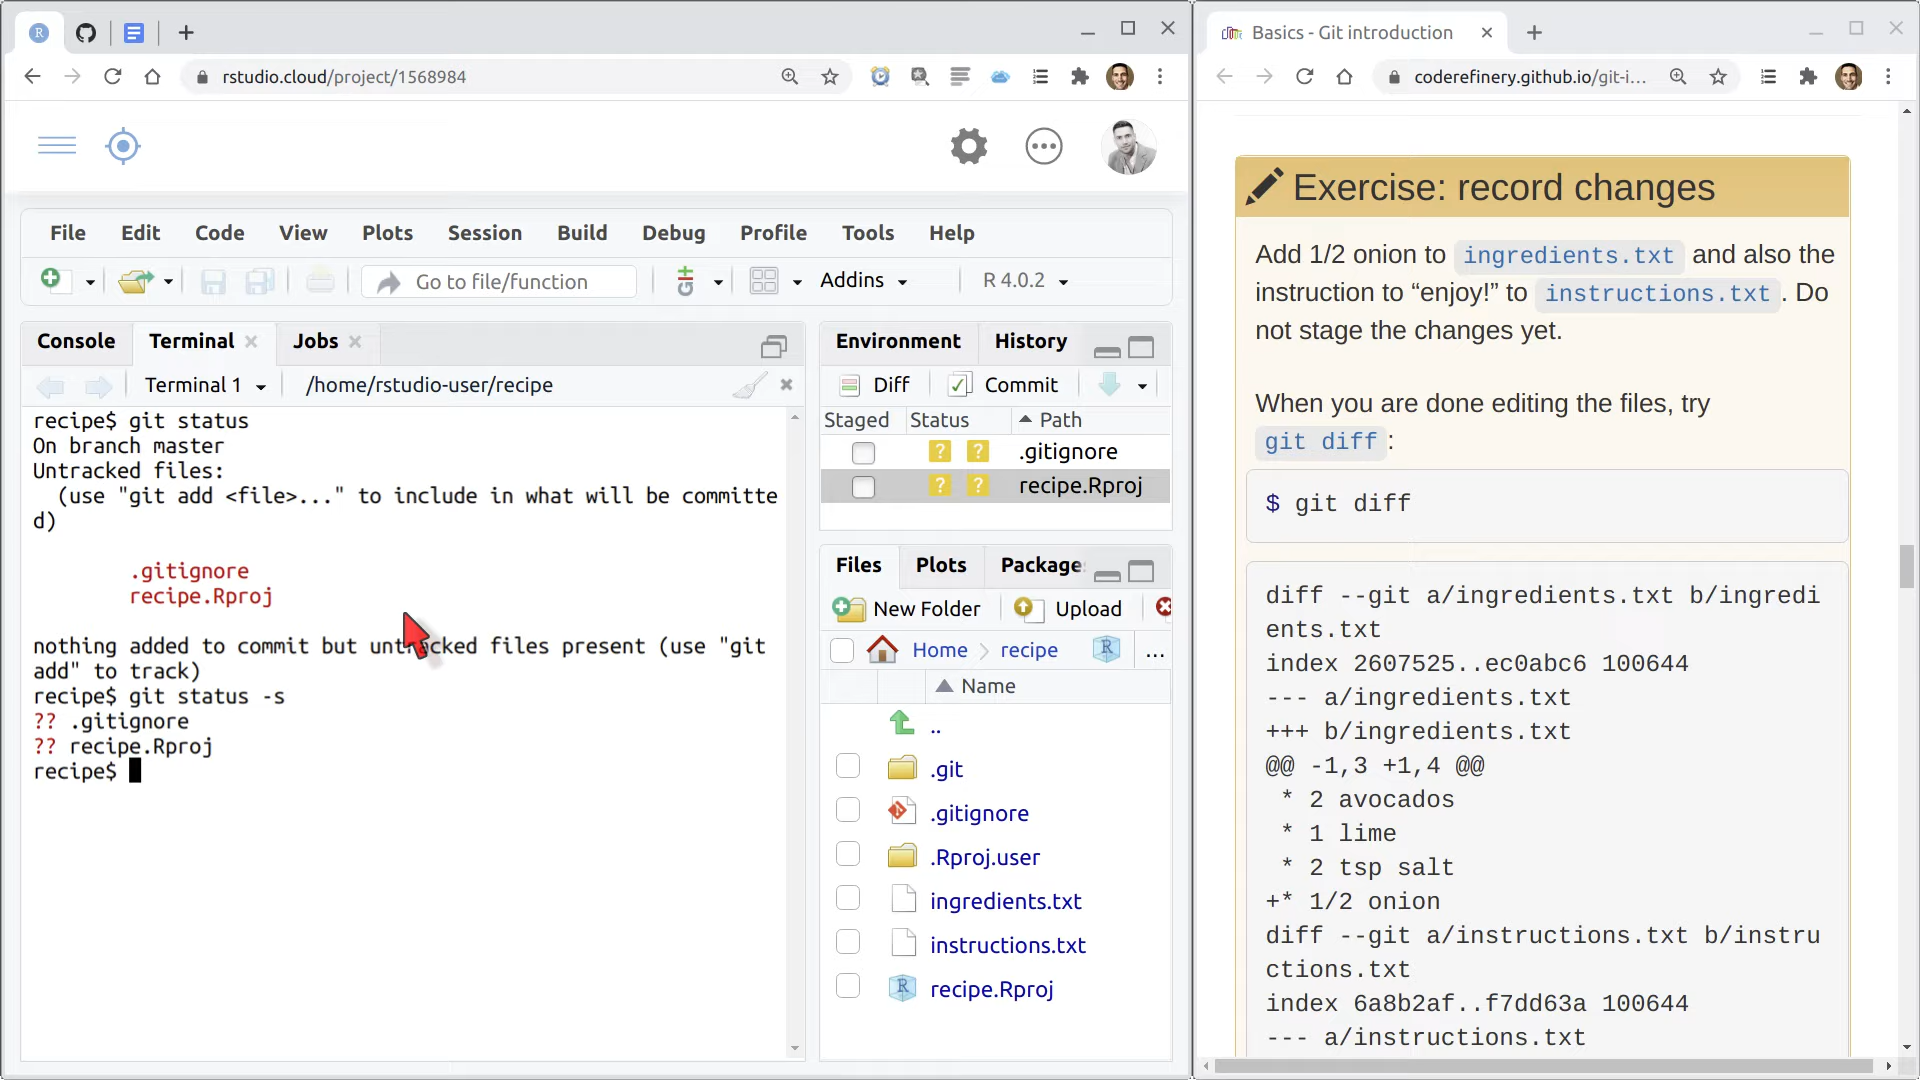 Basics - Git introduction
rstudio.cloud/project/1568984
coderefinery.github.io/git-i...
File Edit Code View Plots Session Build Debug Profile Tools Help
Go to file/function
Git
Addins
R 4.0.2
Console Terminal Jobs
Terminal 1 /home/rstudio-user/recipe
recipe$ git status
On branch master
Untracked files:
(use "git add <file>..." to include in what will be committe
d)
.gitignore
recipe.Rproj
nothing added to commit but untracked files present (use "git
add" to track)
recipe$ git status -s
?? .gitignore
?? recipe.Rproj
recipe$
Environment History
Diff Commit
Staged Status Path
? ? .gitignore
? ? recipe.Rproj
Files Plots Package
New Folder Upload
Home recipe R ...
Name
..
.git
.gitignore
.Rproj.user
ingredients.txt
instructions.txt
recipe.Rproj
Exercise: record changes
Add 1/2 onion to ingredients.txt and also the
instruction to “enjoy!” to instructions.txt. Do
not stage the changes yet.
When you are done editing the files, try
git diff:
$ git diff
diff --git a/ingredients.txt b/ingredi
ents.txt
index 2607525..ec0abc6 100644
--- a/ingredients.txt
+++ b/ingredients.txt
@@ -1,3 +1,4 @@
* 2 avocados
* 1 lime
* 2 tsp salt
+* 1/2 onion
diff --git a/instructions.txt b/instru
ctions.txt
index 6a8b2af..f7dd63a 100644
--- a/instructions.txt